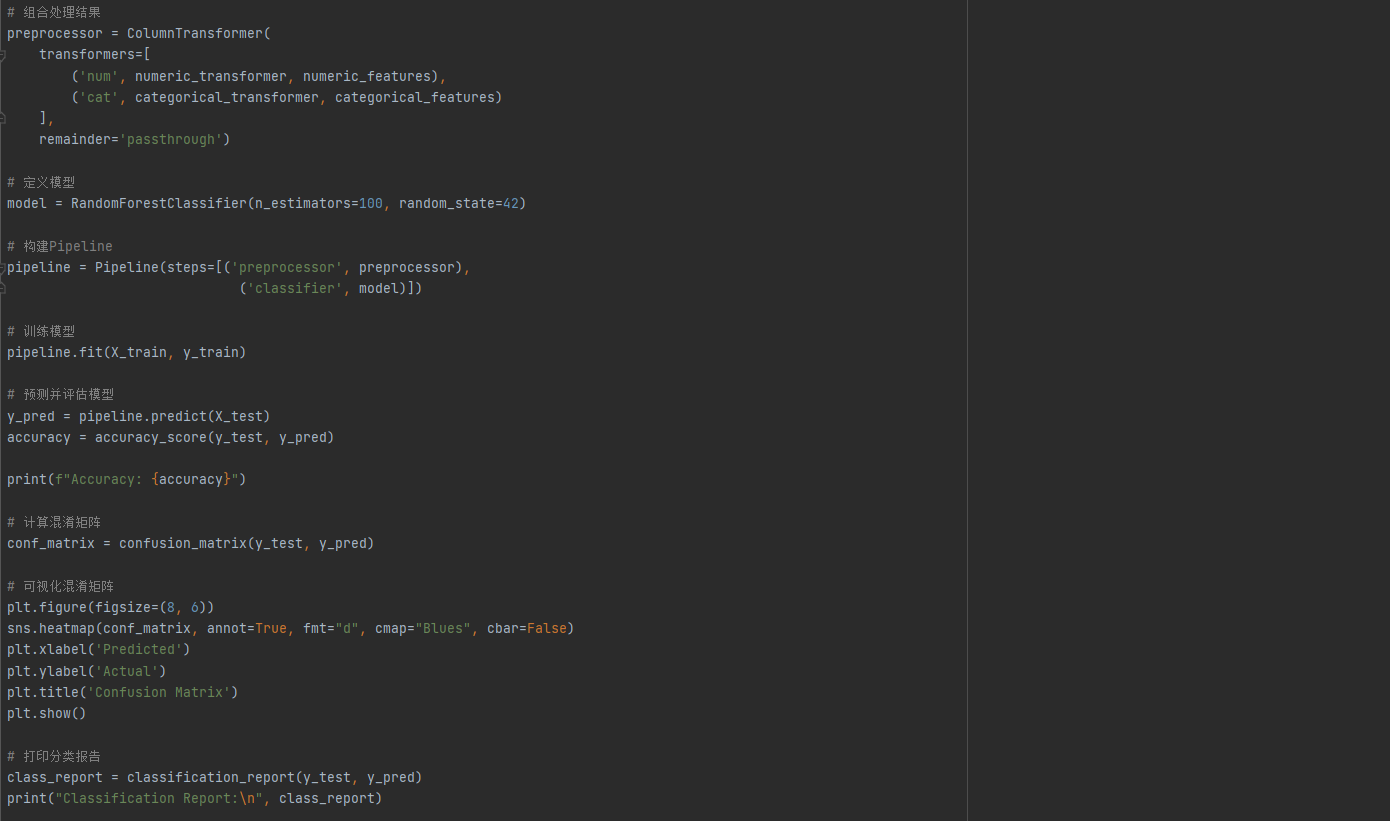 # 组合处理结果
preprocessor = ColumnTransformer(
    transformers=[
        ('num', numeric_transformer, numeric_features),
        ('cat', categorical_transformer, categorical_features)
    ],
    remainder='passthrough')
# 定义模型
model = RandomForestClassifier(n_estimators=100, random_state=42)
# 构建Pipeline
pipeline = Pipeline(steps=[('preprocessor', preprocessor),
                             ('classifier', model)])
# 训练模型
pipeline.fit(X_train, y_train)
# 预测并评估模型
y_pred = pipeline.predict(X_test)
accuracy = accuracy_score(y_test, y_pred)
print(f"Accuracy: {accuracy}")
# 计算混淆矩阵
conf_matrix = confusion_matrix(y_test, y_pred)
# 可视化混淆矩阵
plt.figure(figsize=(8, 6))
sns.heatmap(conf_matrix, annot=True, fmt="d", cmap="Blues", cbar=False)
plt.xlabel('Predicted')
plt.ylabel('Actual')
plt.title('Confusion Matrix')
plt.show()
# 打印分类报告
class_report = classification_report(y_test, y_pred)
print("Classification Report:\n", class_report)